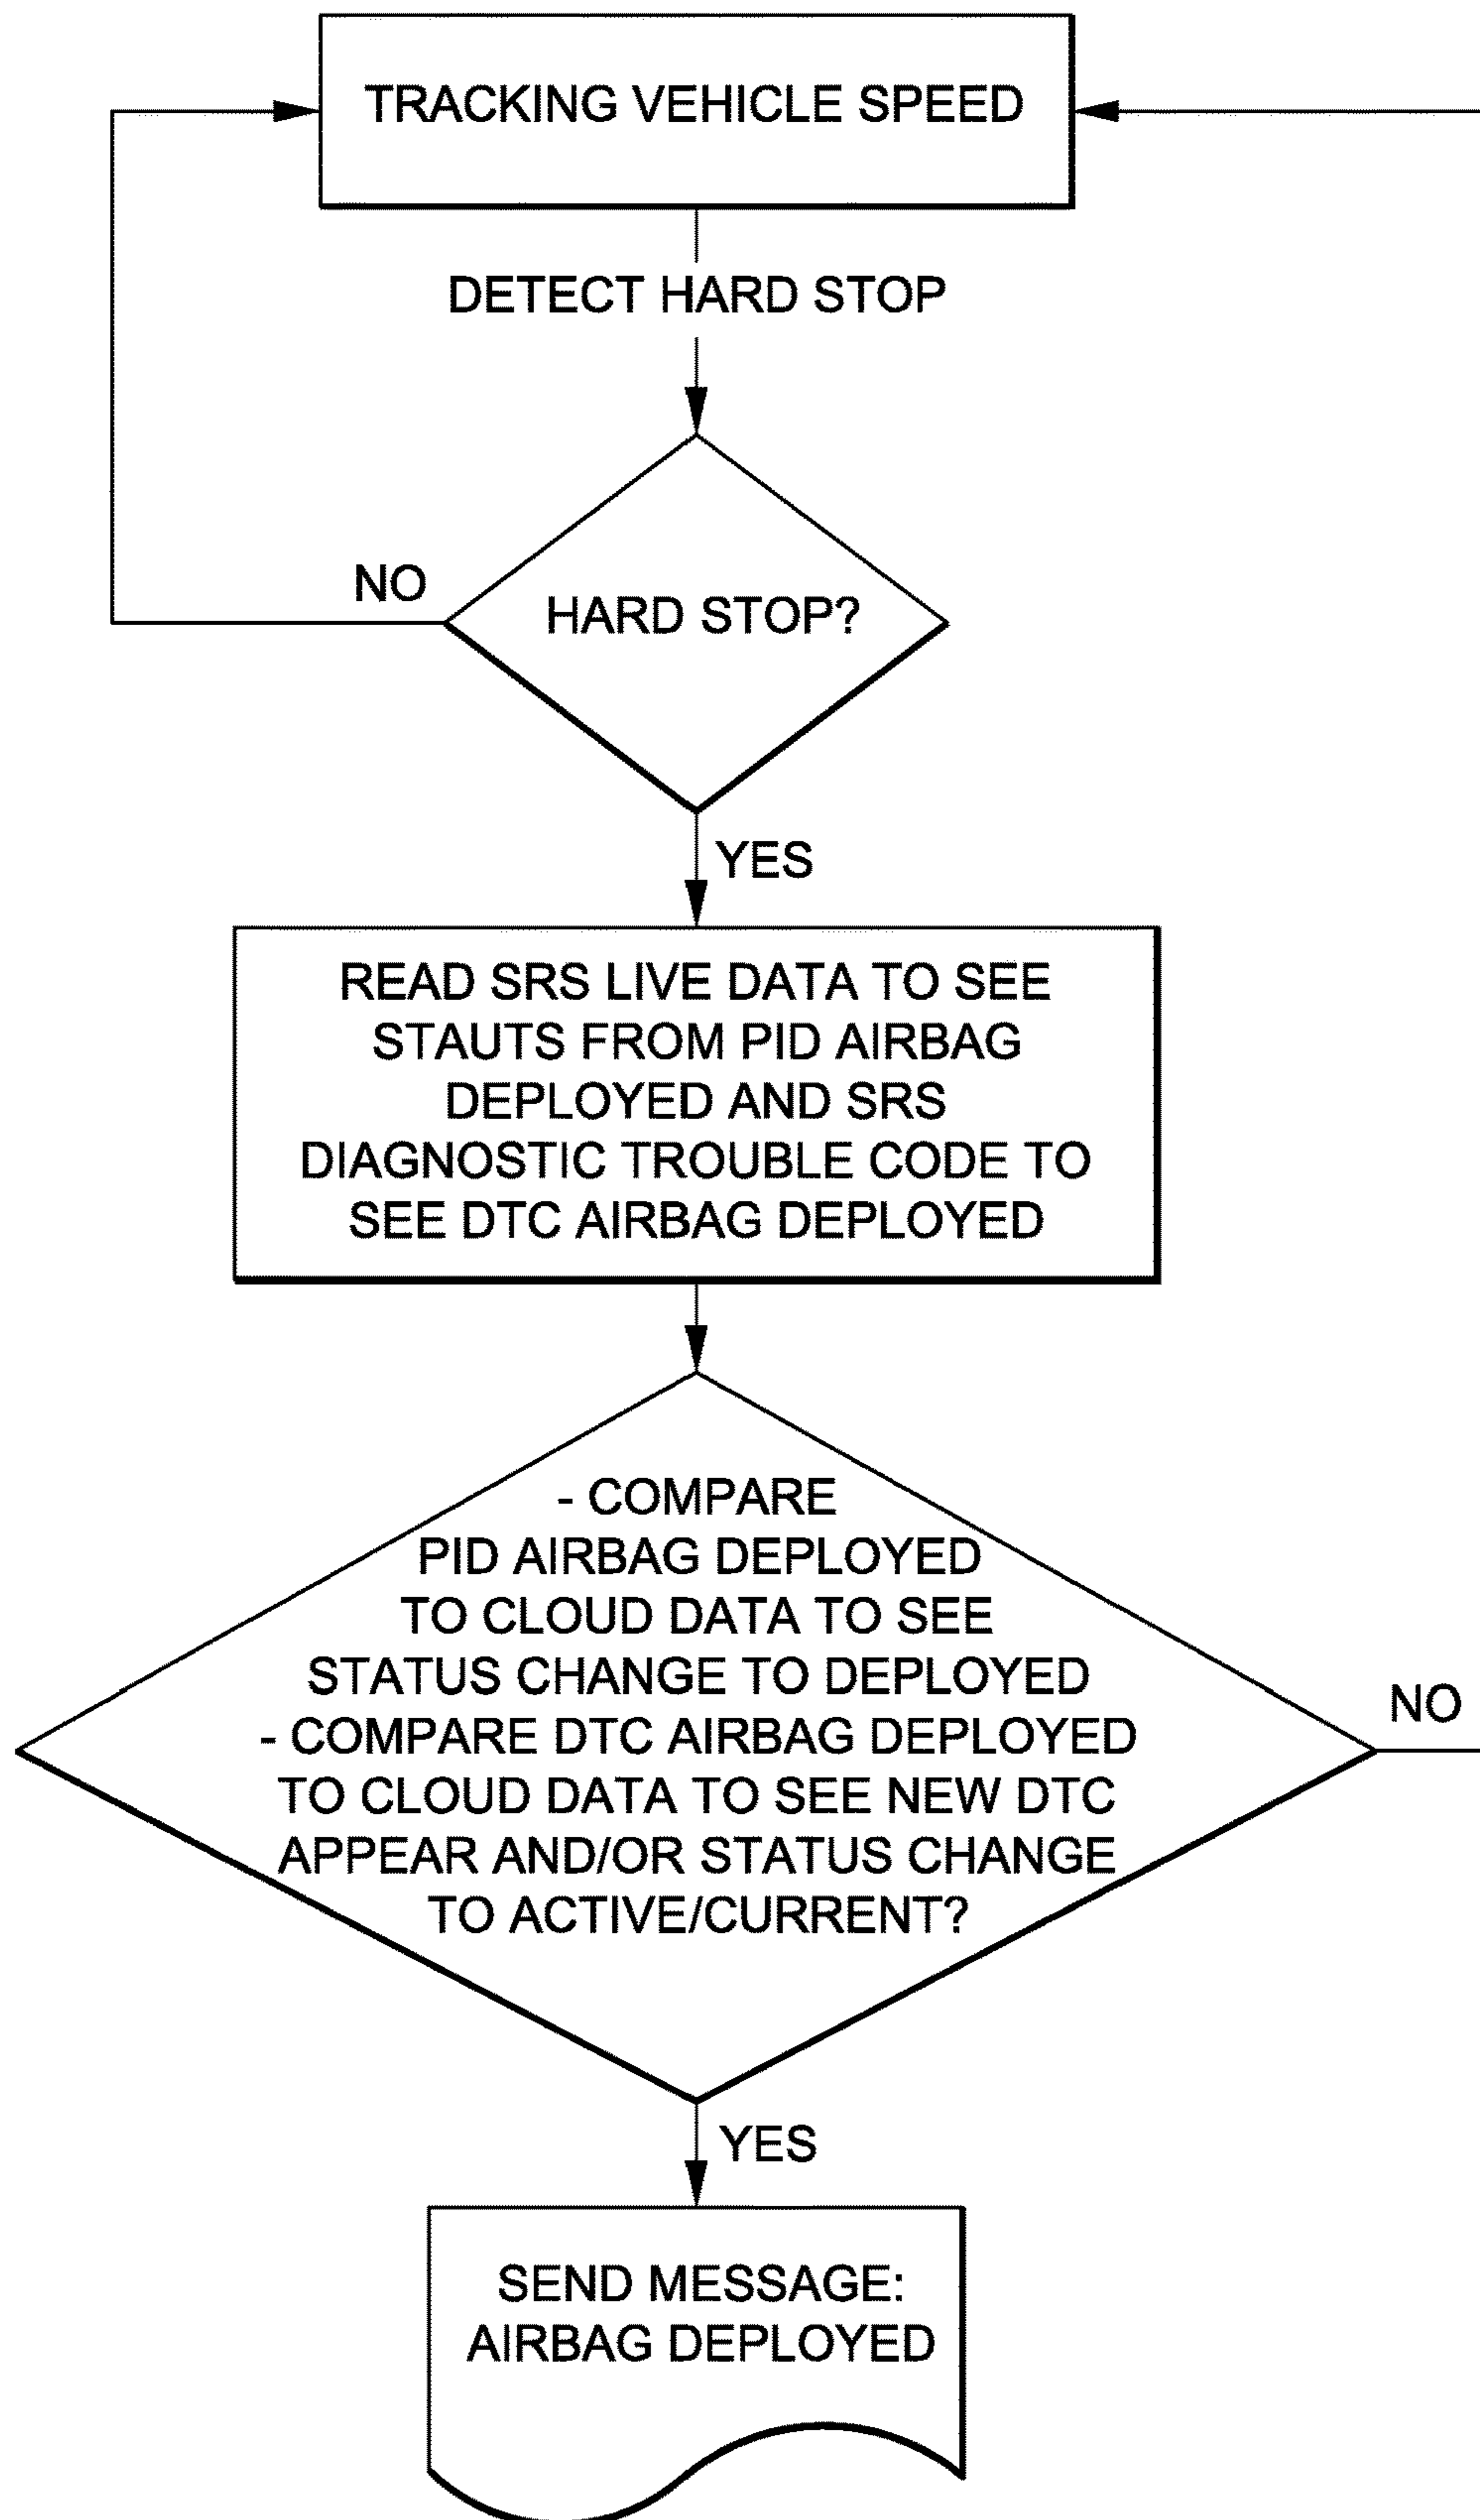 TRACKING VEHICLE SPEED
DETECT HARD STOP
NO
HARD STOP?
YES
READ SRS LIVE DATA TO SEE
STAUTS FROM PID AIRBAG
DEPLOYED AND SRS
DIAGNOSTIC TROUBLE CODE TO
SEE DTC AIRBAG DEPLOYED
- COMPARE
PID AIRBAG DEPLOYED
TO CLOUD DATA TO SEE
STATUS CHANGE TO DEPLOYED
- COMPARE DTC AIRBAG DEPLOYED
TO CLOUD DATA TO SEE NEW DTC
APPEAR AND/OR STATUS CHANGE
TO ACTIVE/CURRENT?
NO
YES
SEND MESSAGE:
AIRBAG DEPLOYED